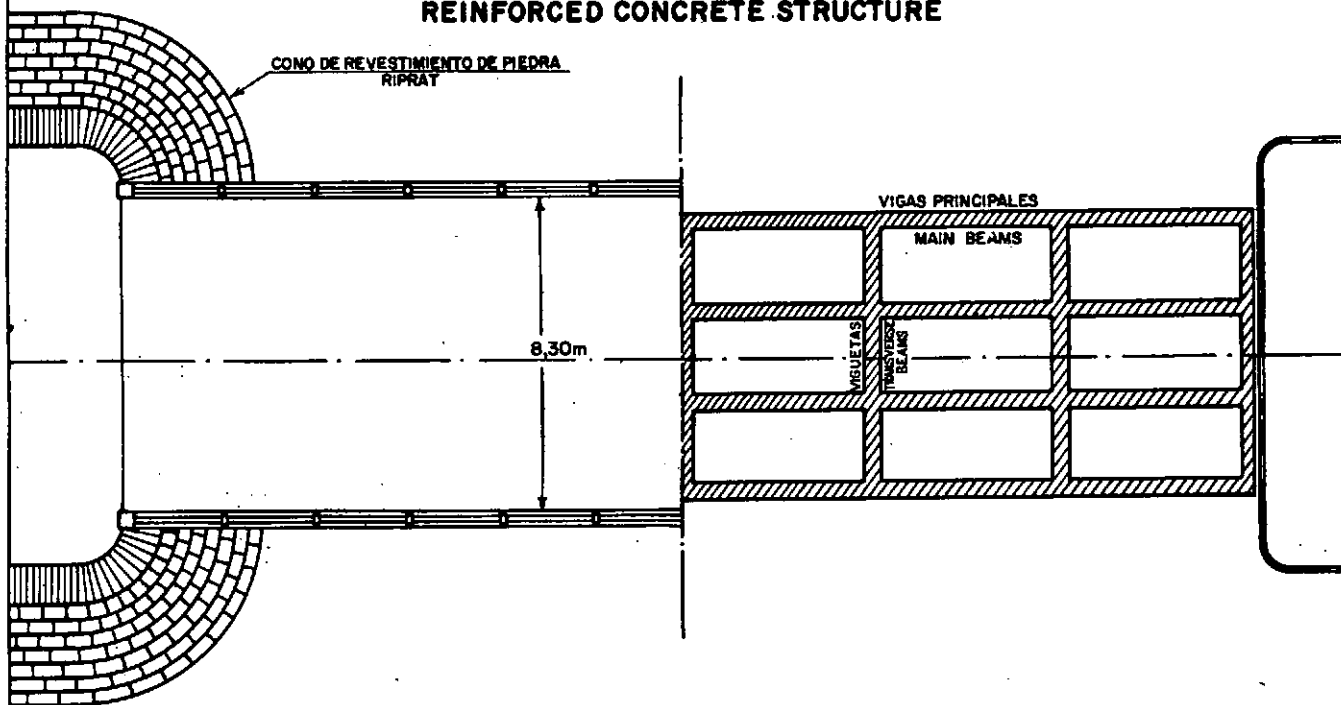 REINFORCED CONCRETE STRUCTURE
CONO DE REVESTIMIENTO DE PIEDRA
RIPRAT
VIGAS PRINCIPALES
MAIN BEAMS
8,30m
VIGUETAS
TRANSVERSE
BEAMS